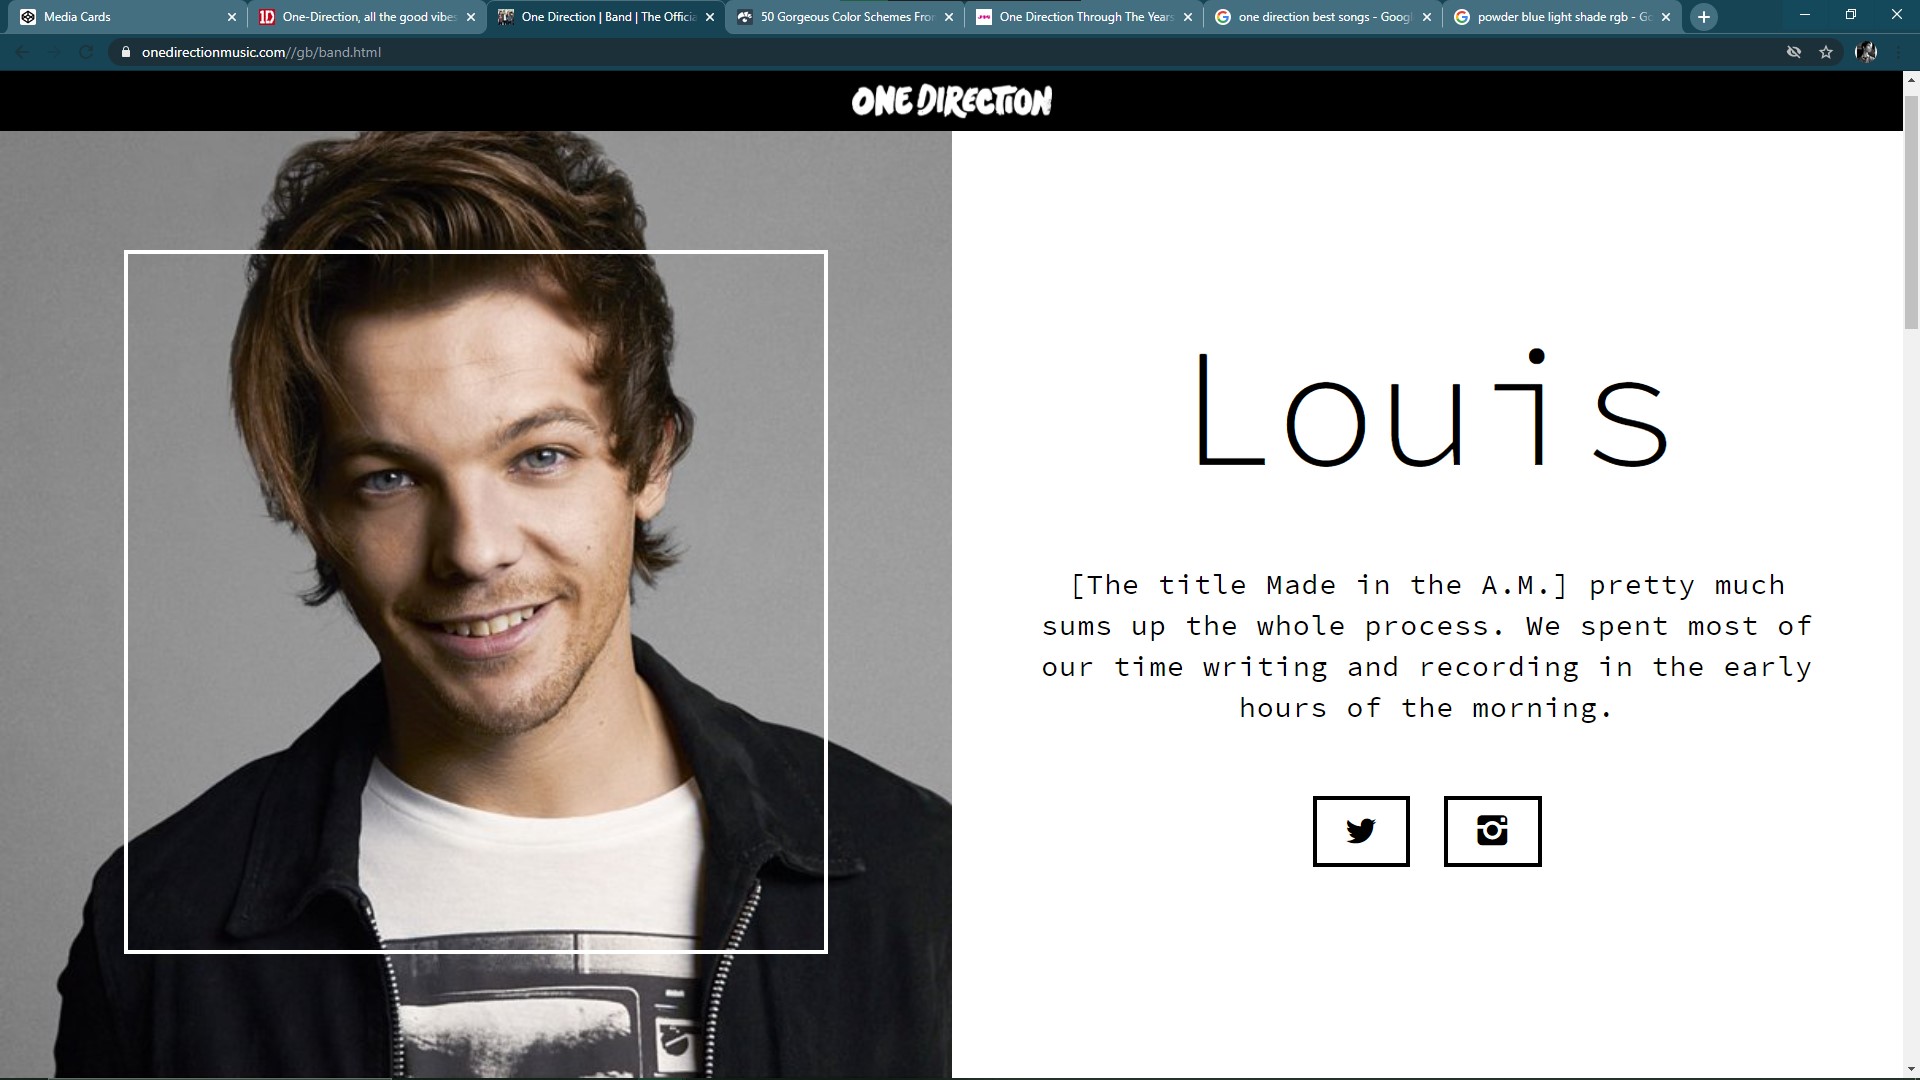 Media Cards
One-Direction, all the good vibes
One Direction | Band | The Officia
50 Gorgeous Color Schemes Fro
One Direction Through The Years
one direction best songs - Googl
powder blue light shade rgb - Go
onedirectionmusic.com//gb/band.html
ONE DIRECTION
Louis
[The title Made in the A.M.] pretty much
sums up the whole process. We spent most of
our time writing and recording in the early
hours of the morning.